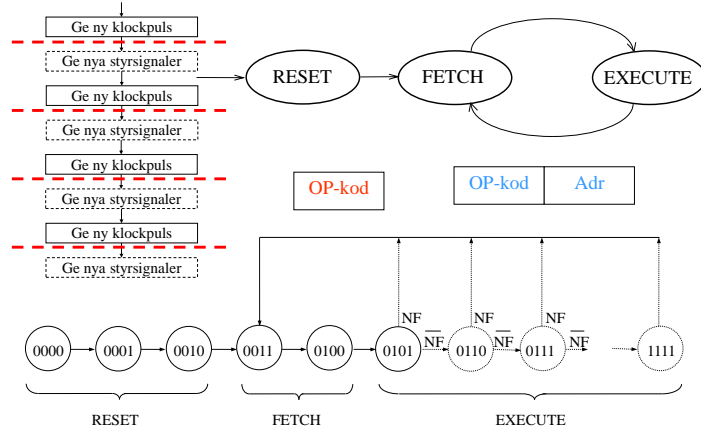 Ge ny klockpuls
Ge nya styrsignaler
Ge ny klockpuls
Ge nya styrsignaler
Ge ny klockpuls
Ge nya styrsignaler
Ge ny klockpuls
Ge nya styrsignaler
RESET
FETCH
EXECUTE
OP-kod
OP-kod Adr
NF NF NF
NF NF NF
0000 0001 0010 0011 0100 0101 0110 0111 1111
RESET FETCH EXECUTE